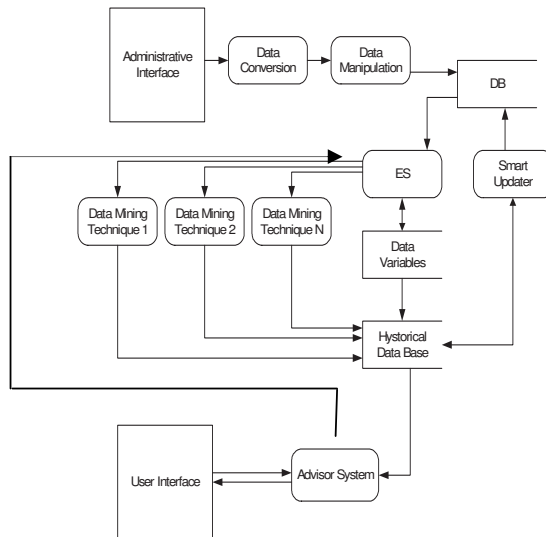 Administrative
Interface
Data
Conversion
Data
Manipulation
DB
ES
Smart
Updater
Data Mining
Technique 1
Data Mining
Technique 2
Data Mining
Technique N
Data
Variables
Hystorical
Data Base
User Interface
Advisor System